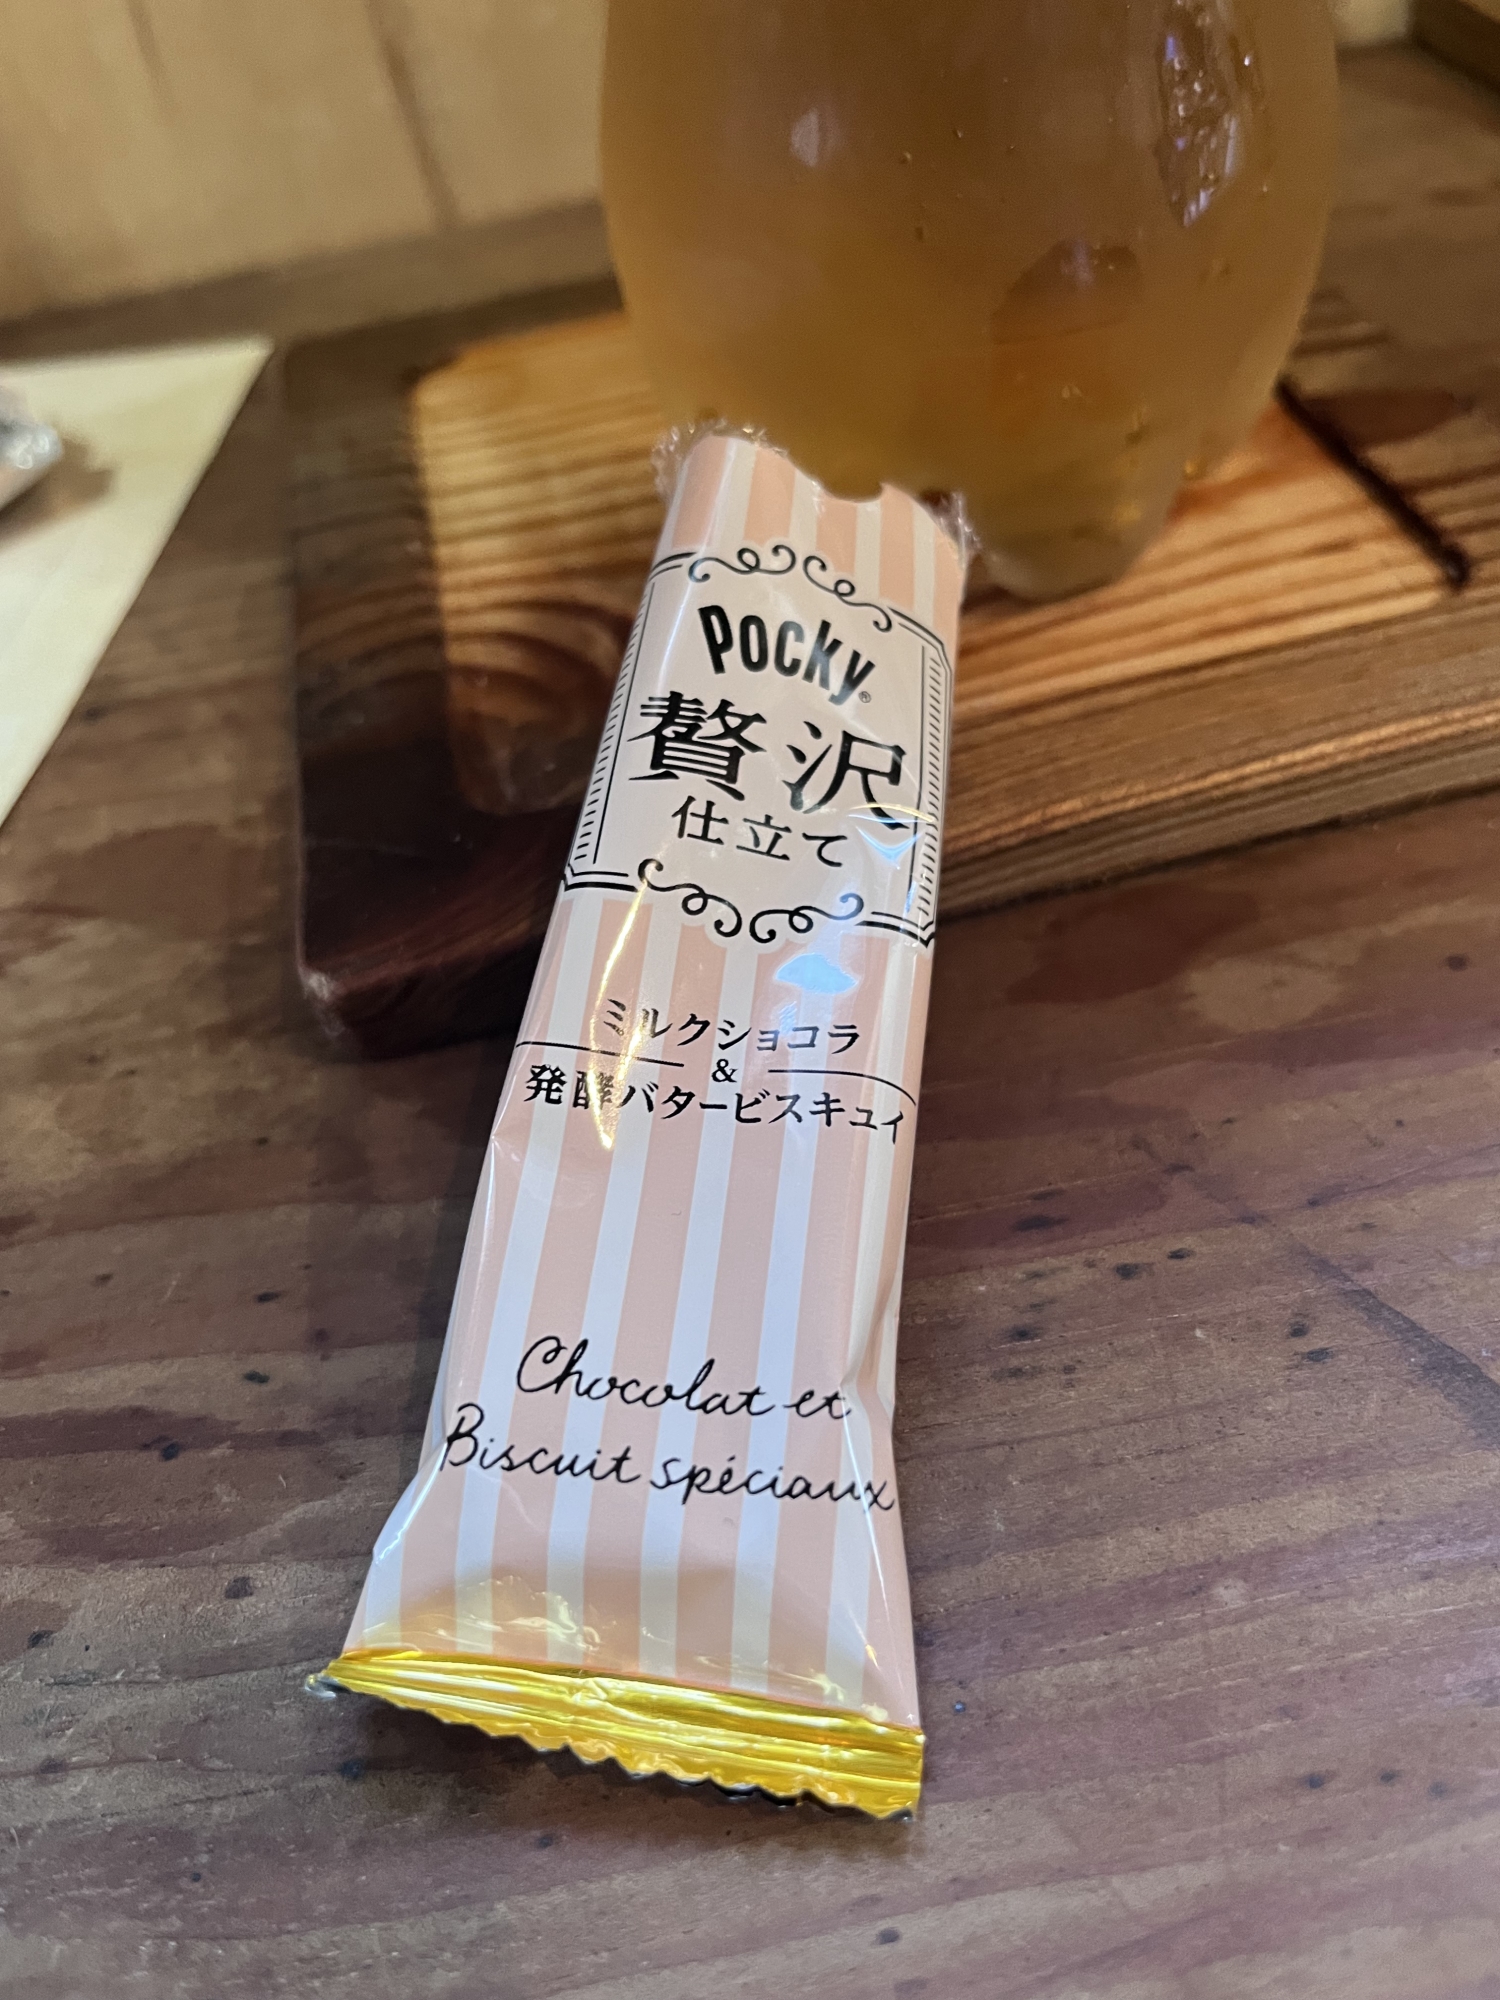 Pocky®
贅沢
仕立て
ミルクショコラ
&
発酵バタービスキュイ
Chocolat et
Biscuit spéciaux